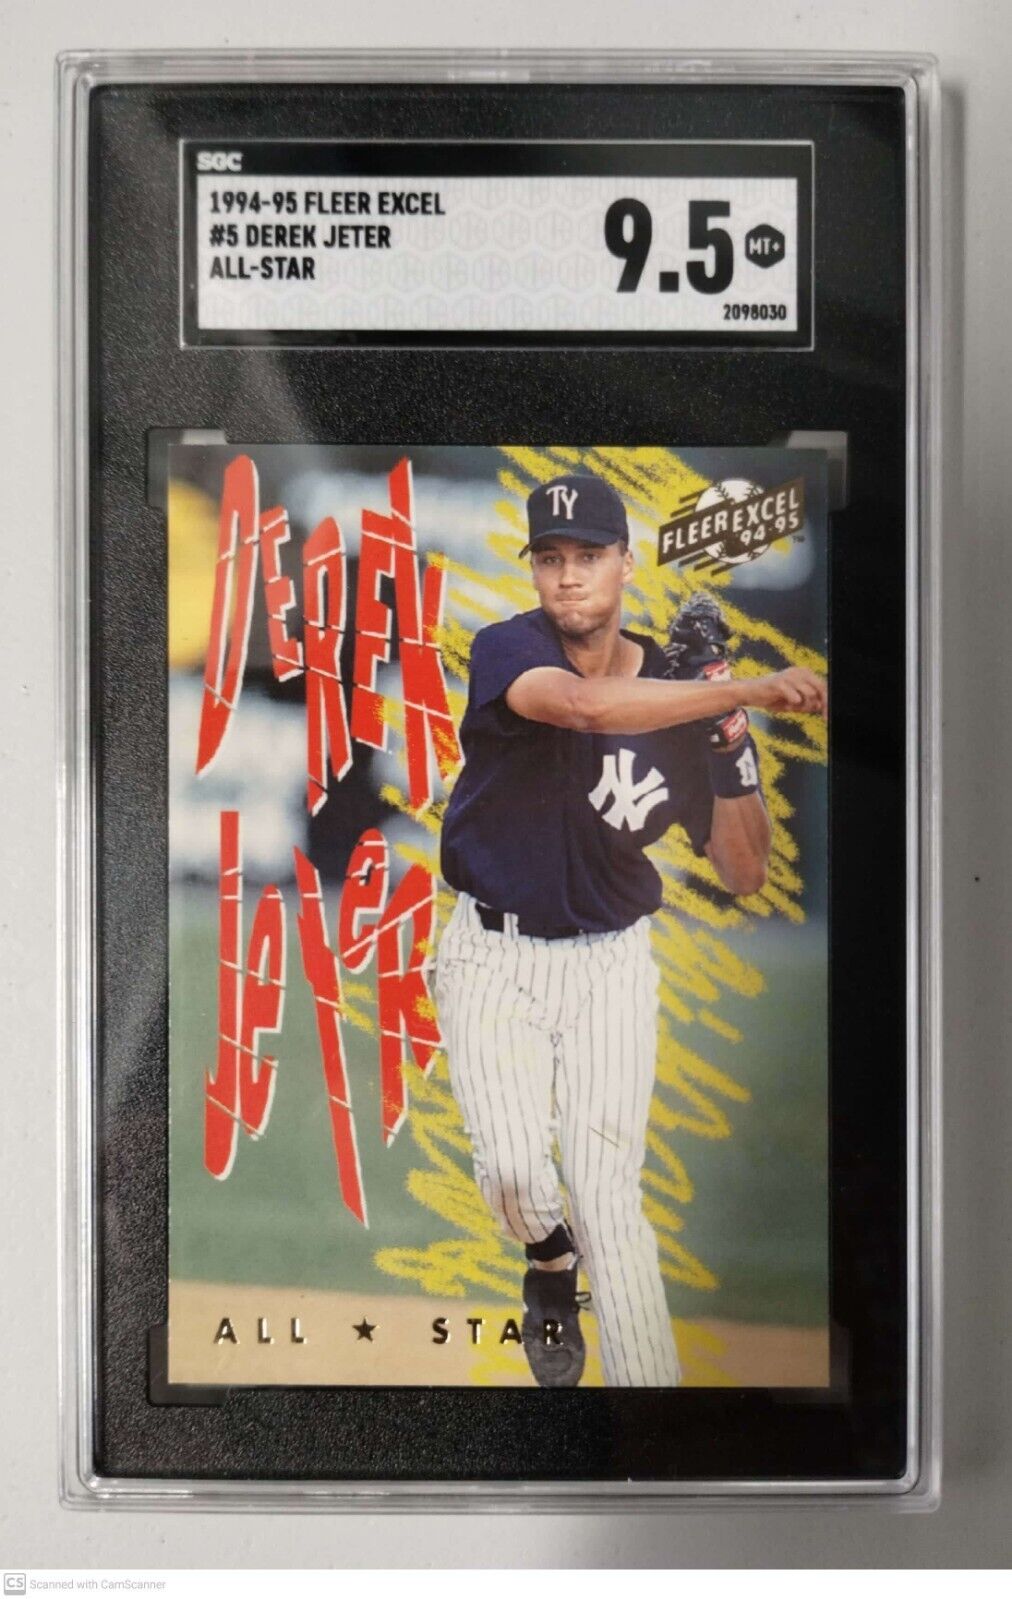 SGC
1994-95 FLEER EXCEL
#5 DEREK JETER
ALL-STAR
9.5 MT+
2098030
DEREK
JETER
TY
FLEER EXCEL
94-95
TM
NY
ALL ★ STAR
CS Scanned with CamScanner